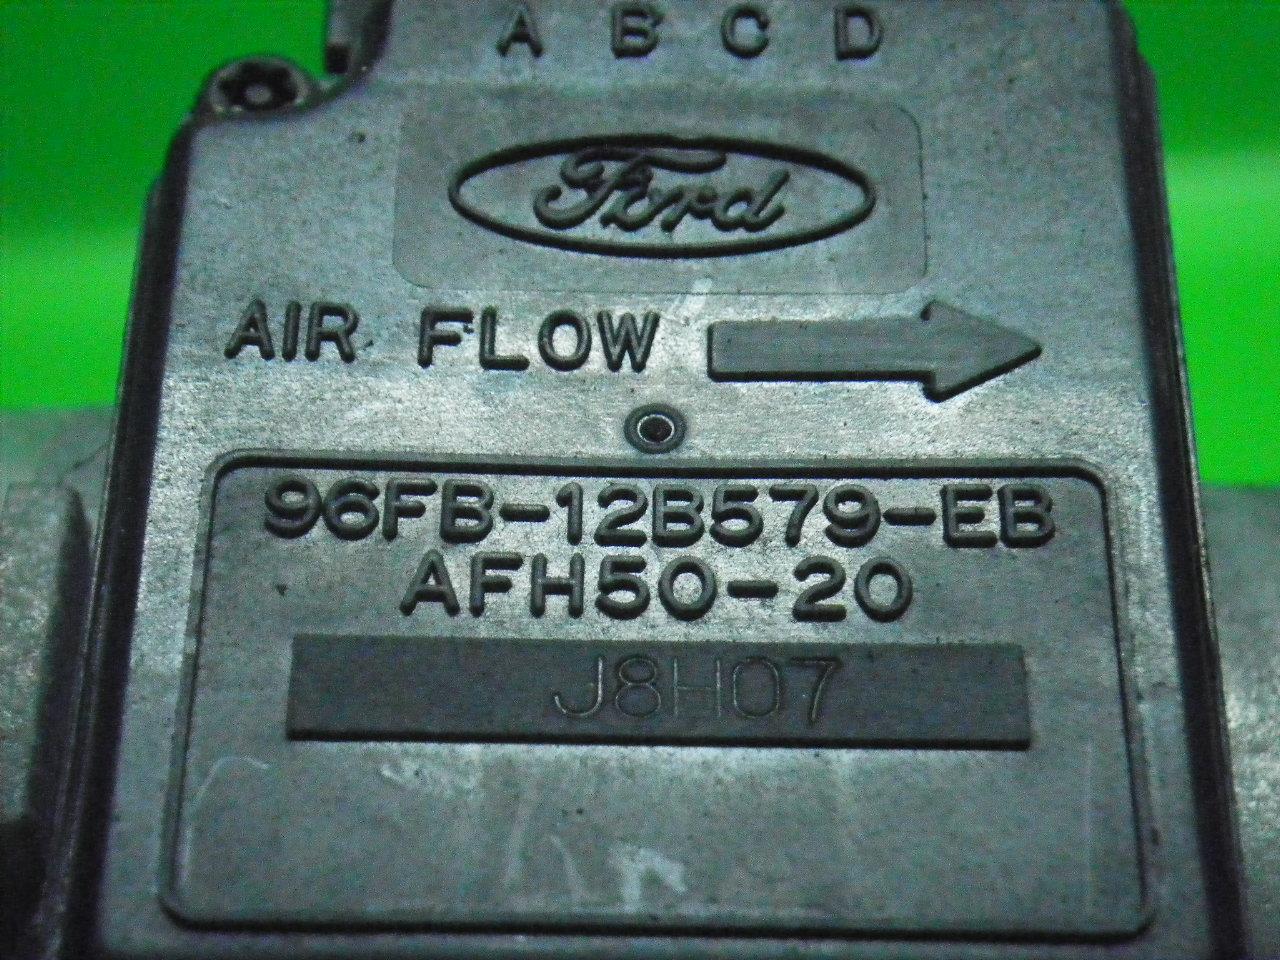 A B C D
Ford
AIR FLOW
96FB-12B579-EB
AFH50-20
J8H07